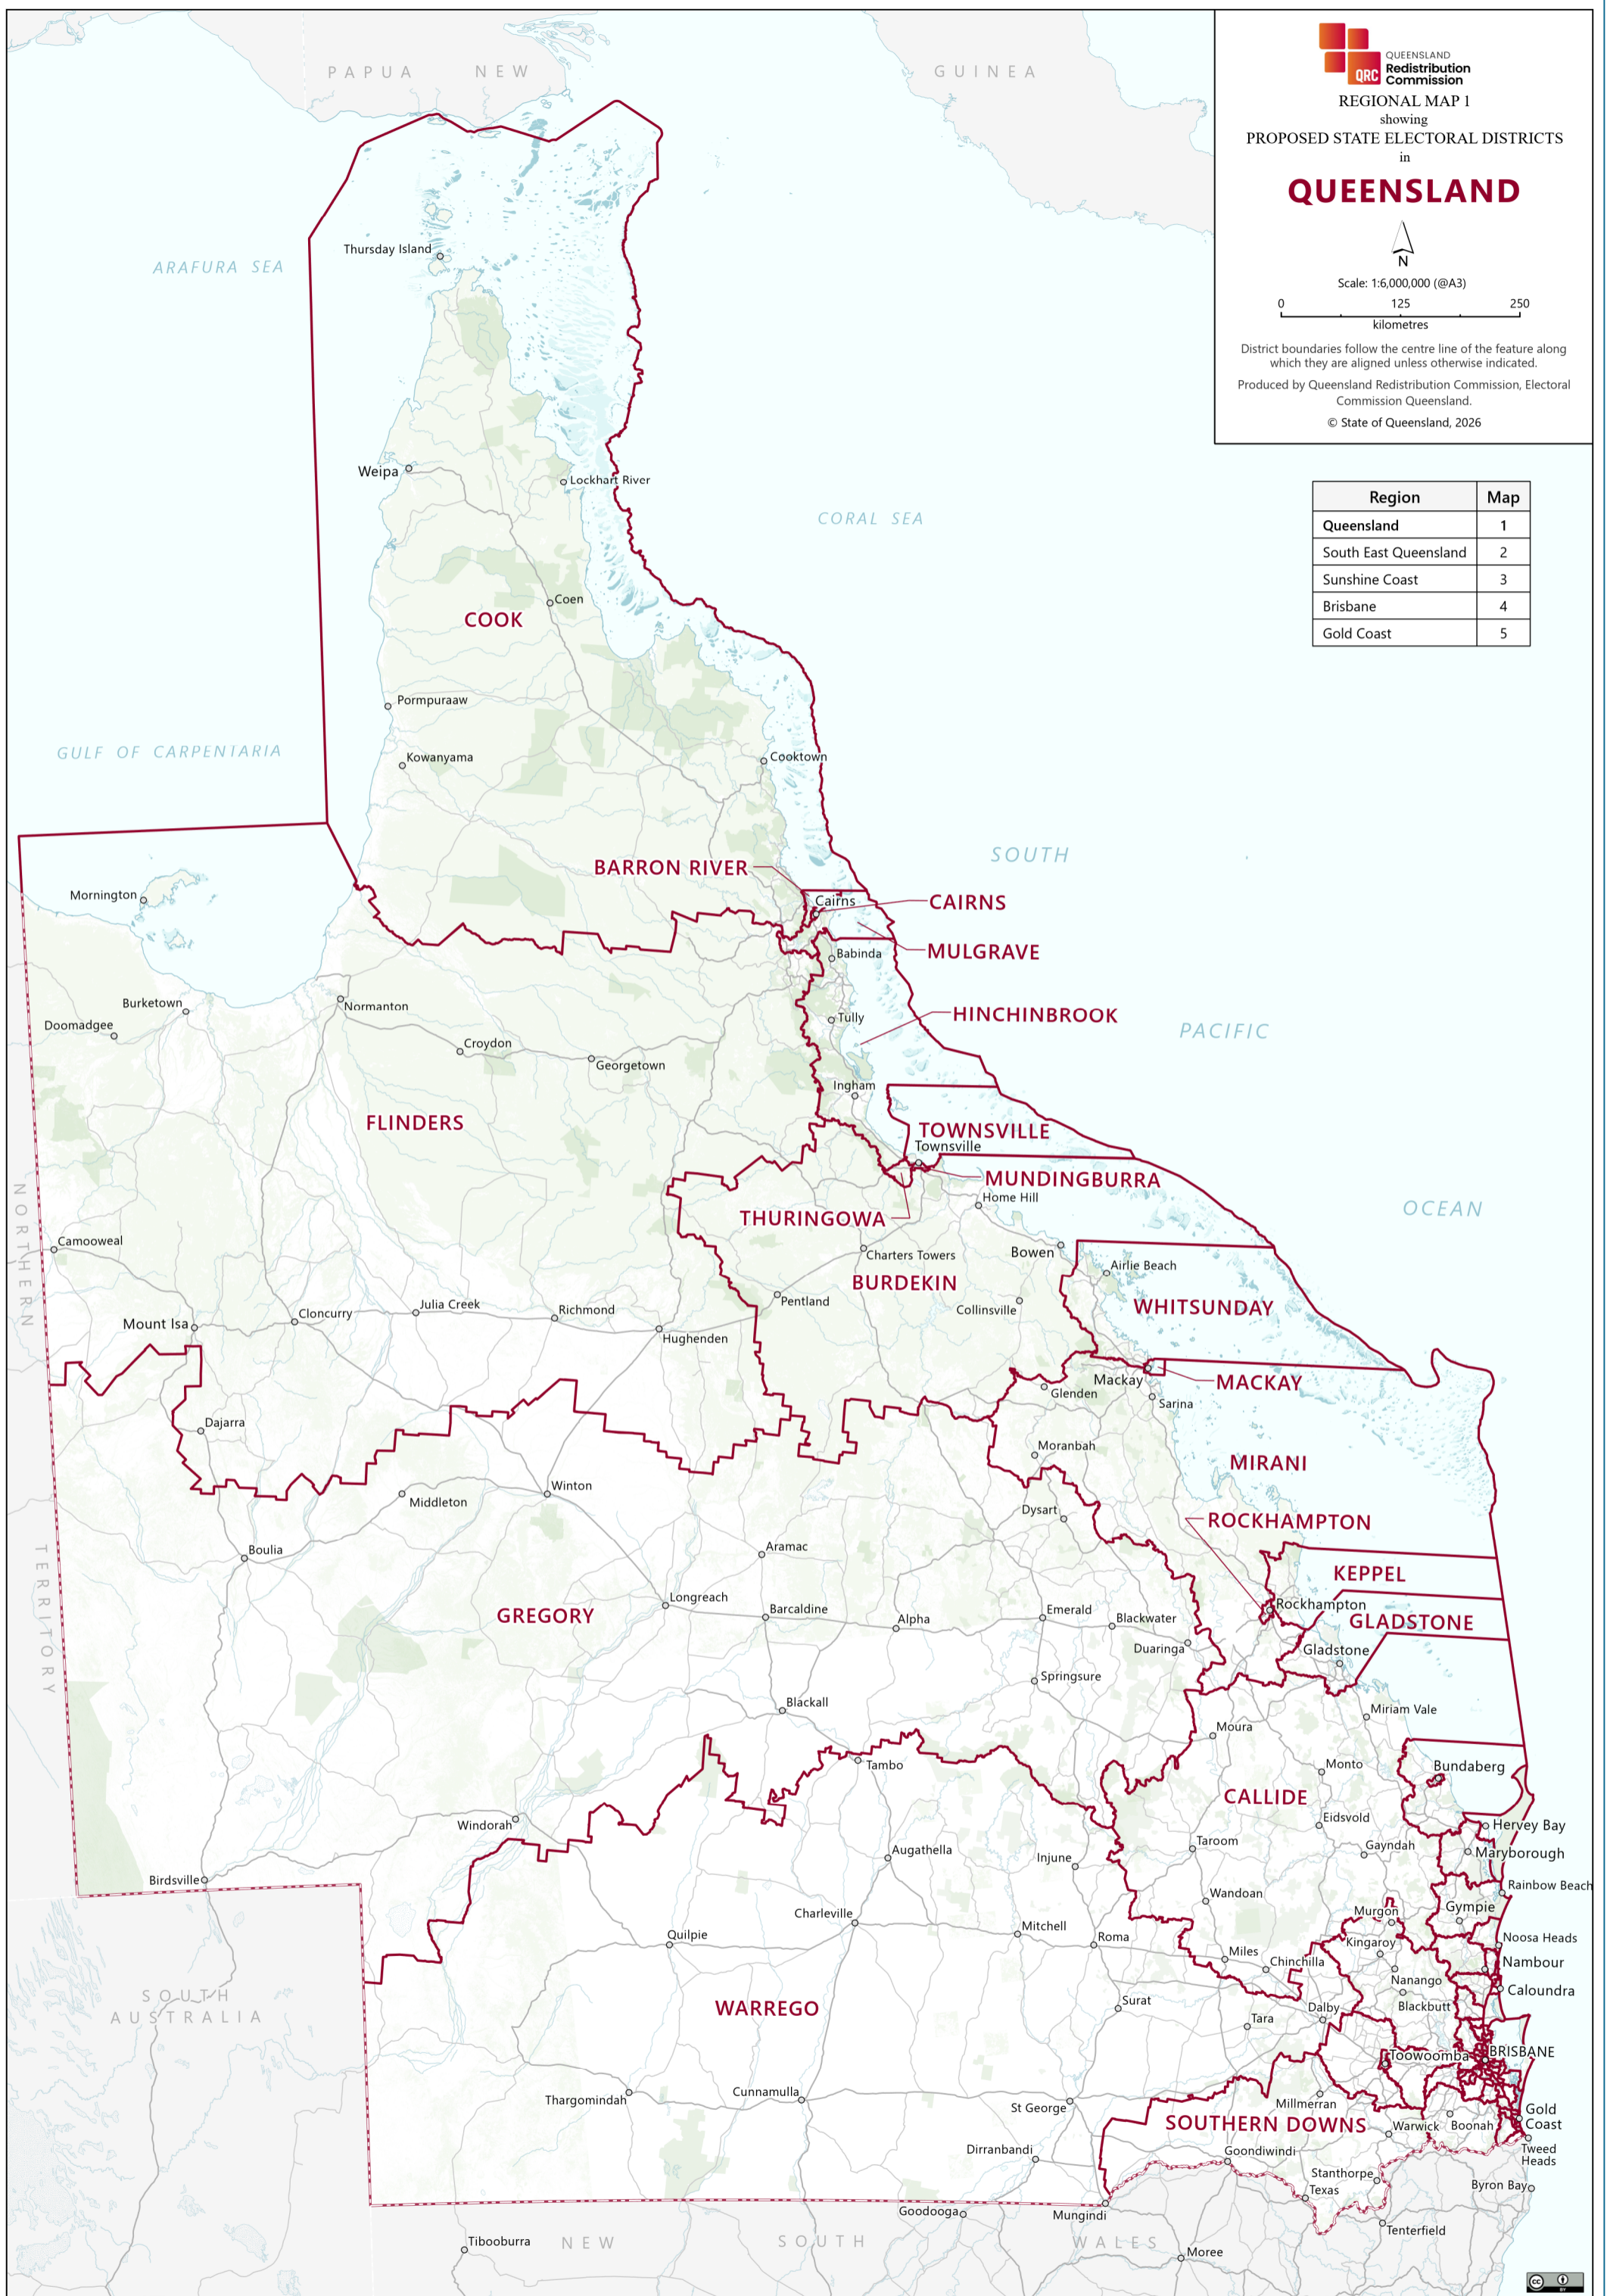 PAPUA NEW GUINEA
QUEENSLAND
Redistribution
Commission
QRC
REGIONAL MAP 1
showing
PROPOSED STATE ELECTORAL DISTRICTS
in
QUEENSLAND
N
Scale: 1:6,000,000 (@A3)
0 125 250
kilometres
District boundaries follow the centre line of the feature along
which they are aligned unless otherwise indicated.
Produced by Queensland Redistribution Commission, Electoral
Commission Queensland.
© State of Queensland, 2026
Region Map
Queensland 1
South East Queensland 2
Sunshine Coast 3
Brisbane 4
Gold Coast 5
ARAFURA SEA
Thursday Island
Weipa
Lockhart River
CORAL SEA
Coen
COOK
Pormpuraaw
GULF OF CARPENTARIA
Kowanyama
Cooktown
SOUTH
BARRON RIVER
Mornington
Cairns
CAIRNS
MULGRAVE
Babinda
Burketown
Normanton
HINCHINBROOK
Tully
PACIFIC
Doomadgee
Croydon
Georgetown
Ingham
FLINDERS
TOWNSVILLE
Townsville
MUNDINGBURRA
Home Hill
THURINGOWA
OCEAN
NORTHERN
Camooweal
Charters Towers
Bowen
Airlie Beach
BURDEKIN
Pentland
Collinsville
WHITSUNDAY
Mount Isa
Cloncurry
Julia Creek
Richmond
Hughenden
Mackay
MACKAY
Glenden
Sarina
Dajarra
Moranbah
MIRANI
Winton
Middleton
Dysart
ROCKHAMPTON
Boulia
Aramac
KEPPEL
TERRITORY
Longreach
Barcaldine
Alpha
Emerald
Blackwater
Rockhampton
GREGORY
GLADSTONE
Duaringa
Gladstone
Springsure
Blackall
Miriam Vale
Moura
Tambo
Monto
Bundaberg
CALLIDE
Windorah
Eidsvold
Hervey Bay
Augathella
Injune
Taroom
Gayndah
Maryborough
Birdsville
Wandoan
Rainbow Beach
Charleville
Murgon
Gympie
Quilpie
Mitchell
Roma
Kingaroy
Noosa Heads
Miles
Chinchilla
Nambour
Nanango
Caloundra
SOUTH
AUSTRALIA
WARREGO
Surat
Dalby
Blackbutt
Tara
Toowoomba
BRISBANE
Thargomindah
Cunnamulla
St George
Millmerran
SOUTHERN DOWNS
Gold
Coast
Warwick
Boonah
Dirranbandi
Goondiwindi
Tweed
Heads
Stanthorpe
Texas
Byron Bay
Goodooga
Mungindi
Tenterfield
Tibooburra
NEW SOUTH WALES
Moree
cc
BY